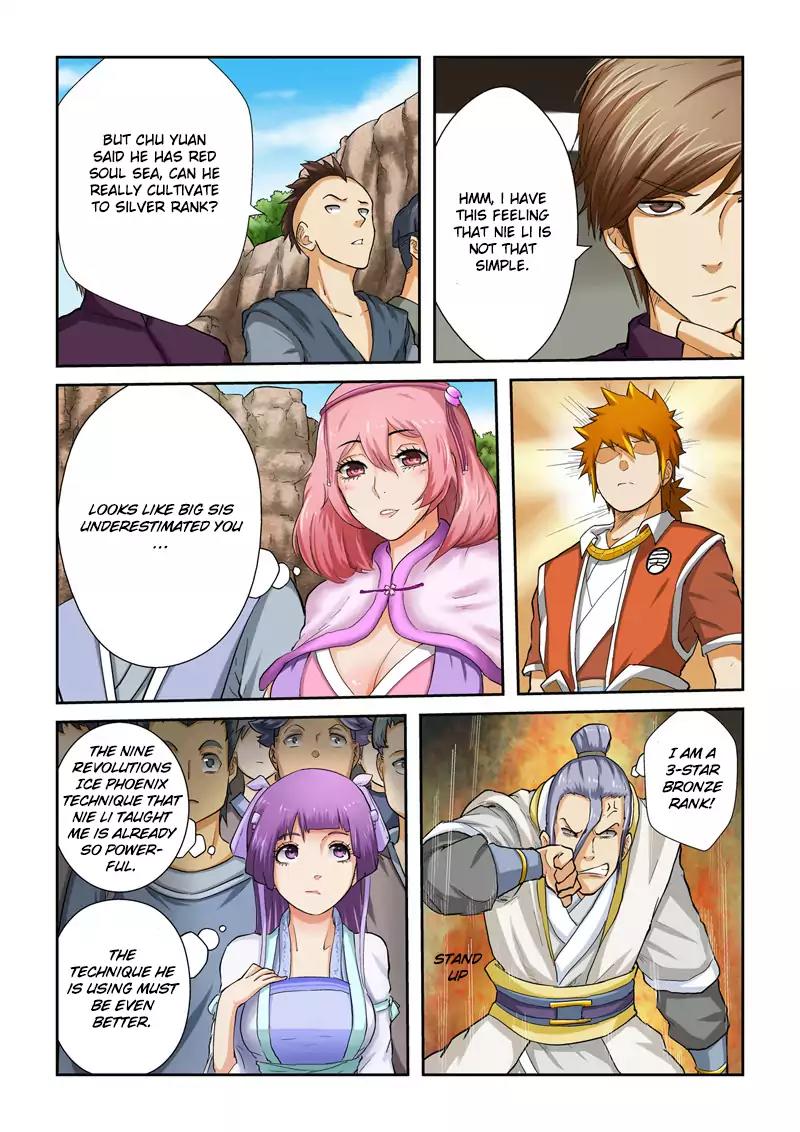 BUT CHU YUAN
SAID HE HAS RED
SOUL SEA, CAN HE
REALLY CULTIVATE
TO SILVER RANK?
HMM, I HAVE
THIS FEELING
THAT NIE LI IS
NOT THAT
SIMPLE.
LOOKS LIKE BIG SIS
UNDERESTIMATED YOU
...
THE NINE
REVOLUTIONS
ICE PHOENIX
TECHNIQUE THAT
NIE LI TAUGHT
ME IS ALREADY
SO POWER-
FUL.
THE
TECHNIQUE HE
IS USING MUST
BE EVEN
BETTER.
I AM A
3-STAR
BRONZE
RANK!
STAND
UP